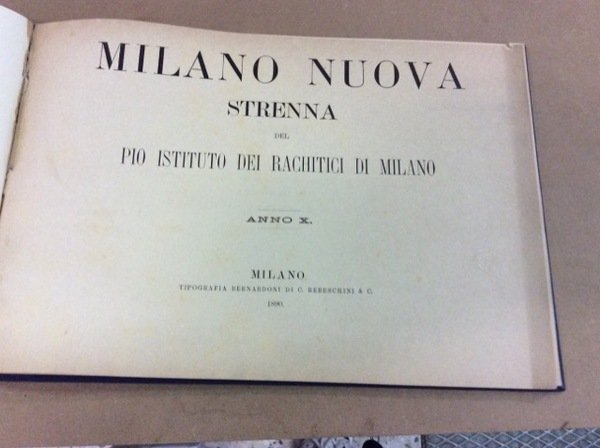 MILANO NUOVA
STRENNA
DEL
PIO ISTITUTO DEI RACHITICI DI MILANO
ANNO X.
MILANO
TIPOGRAFIA BERNARDONI DI C. REBESCHINI & C.
1890.